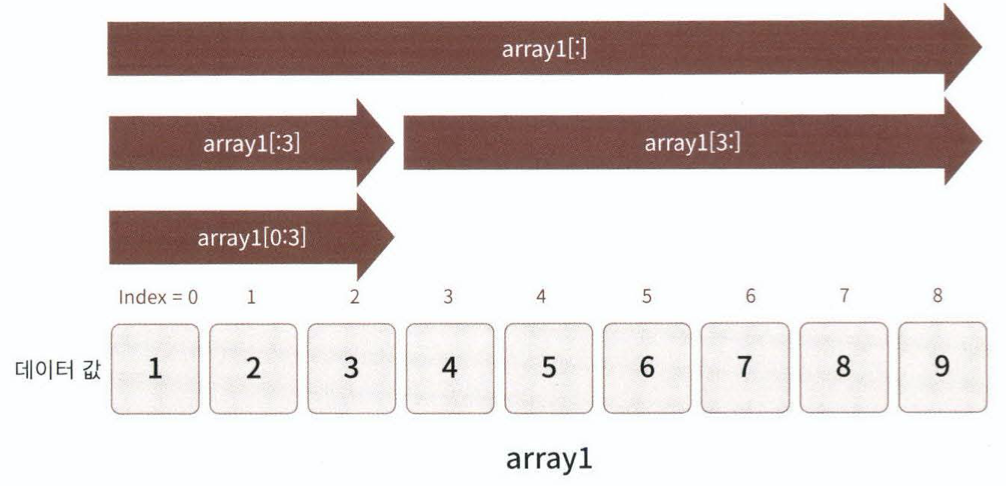 array1[:]
array1[:3] array1[3:]
array1[0:3]
Index = 0 1 2 3 4 5 6 7 8
데이터 값 1 2 3 4 5 6 7 8 9
array1